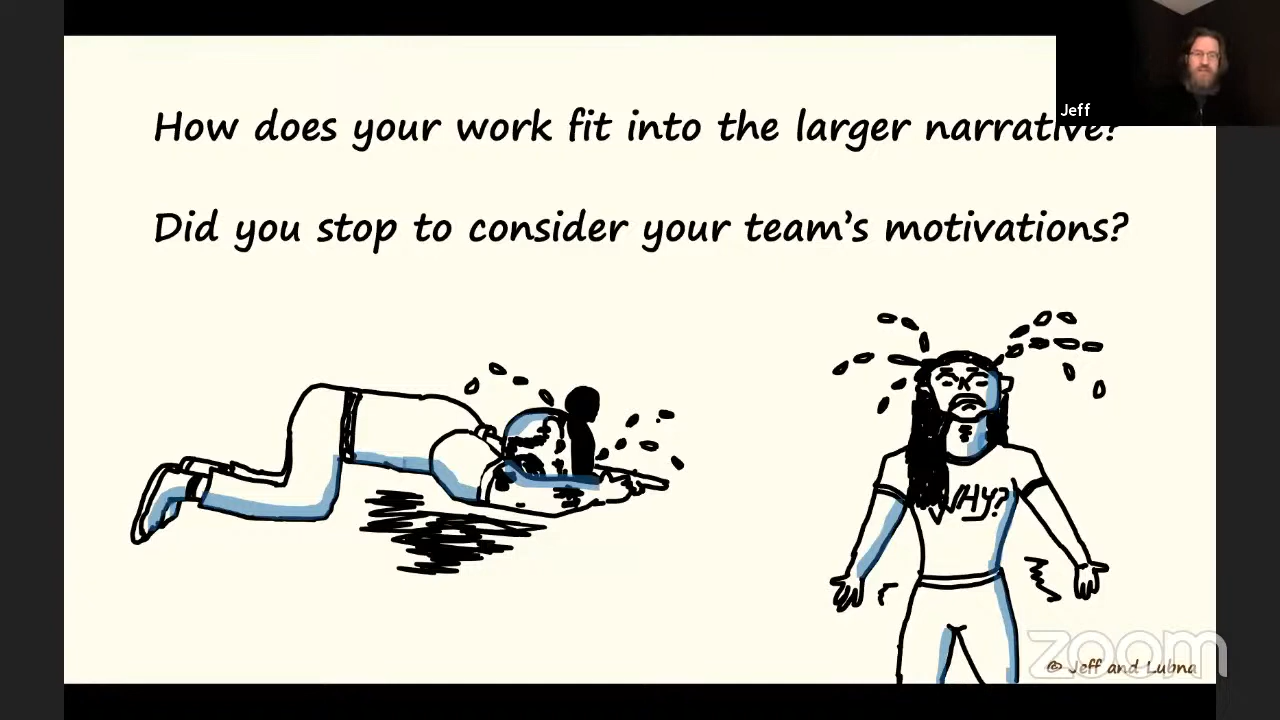 Jeff
How does your work fit into the larger narrative?
Did you stop to consider your team's motivations?
WHY?
zoom
© Jeff and Lubna